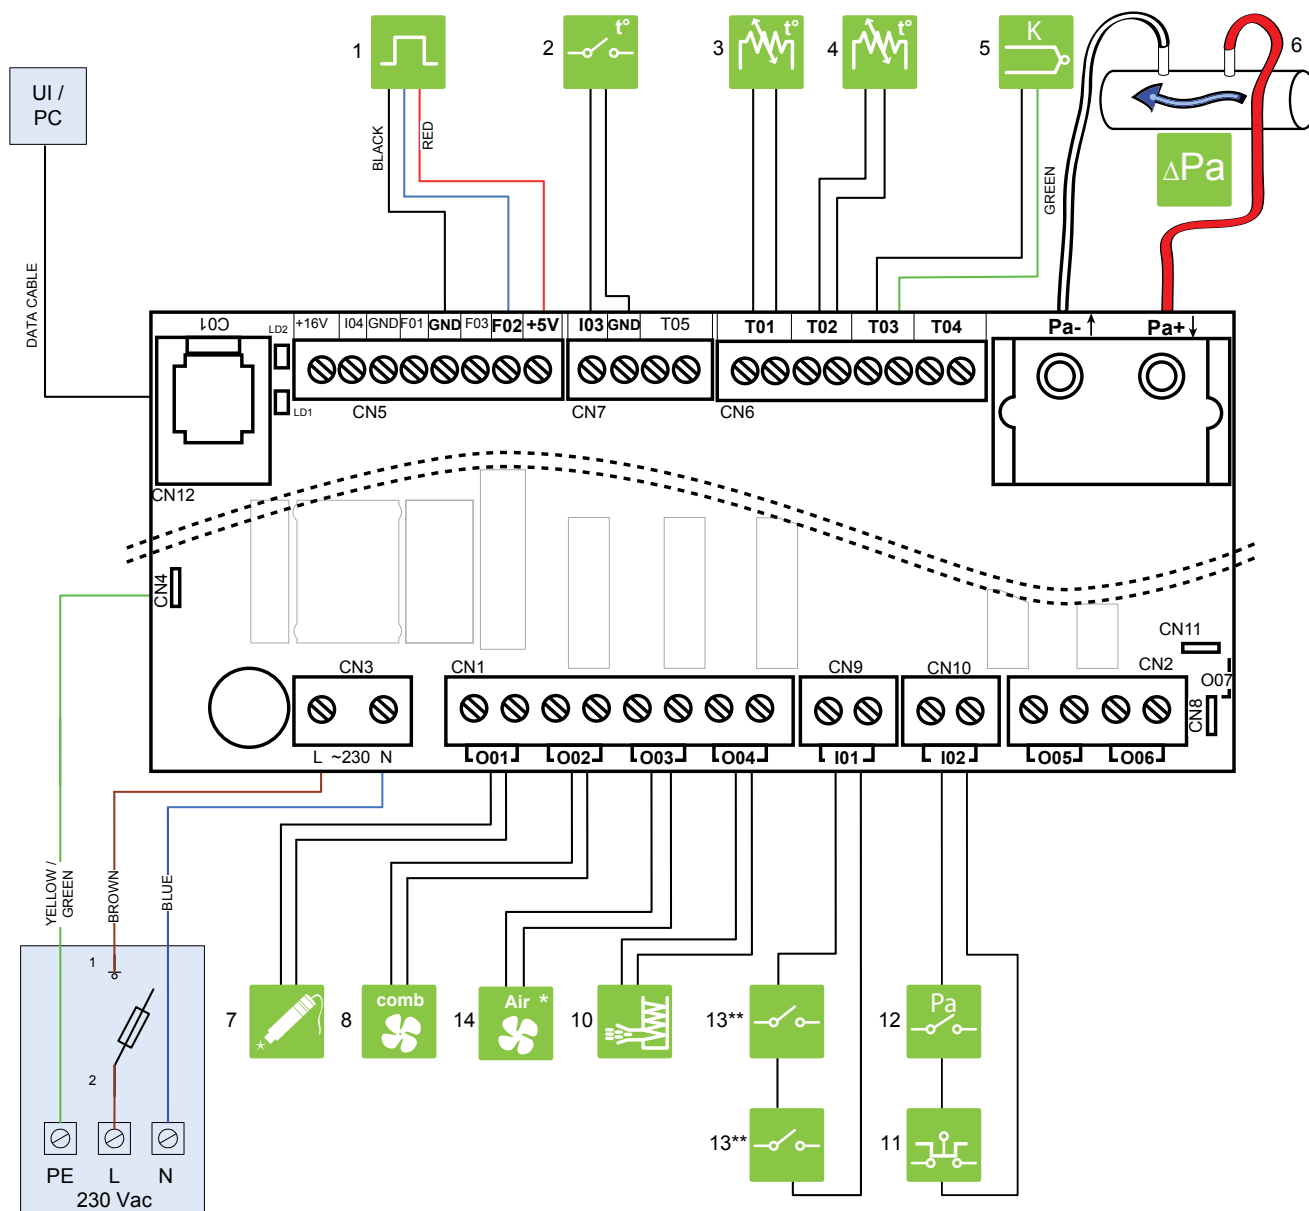 1
2
t°
3
t°
4
t°
5
K
6
UI /
PC
ΔPa
BLACK
RED
GREEN
DATA CABLE
C01
LD2
+16V
I04
GND
F01
GND
F03
F02
+5V
I03
GND
T05
T01
T02
T03
T04
Pa-
Pa+
LD1
CN5
CN7
CN6
CN12
CN4
CN11
CN3
CN1
CN9
CN10
CN2
O07
CN8
L ~230 N
O01
O02
O03
O04
I01
I02
O05
O06
YELLOW /
GREEN
BROWN
BLUE
1
2
7
8
comb
14
Air *
10
13**
12
Pa
13**
11
PE
L
N
230 Vac